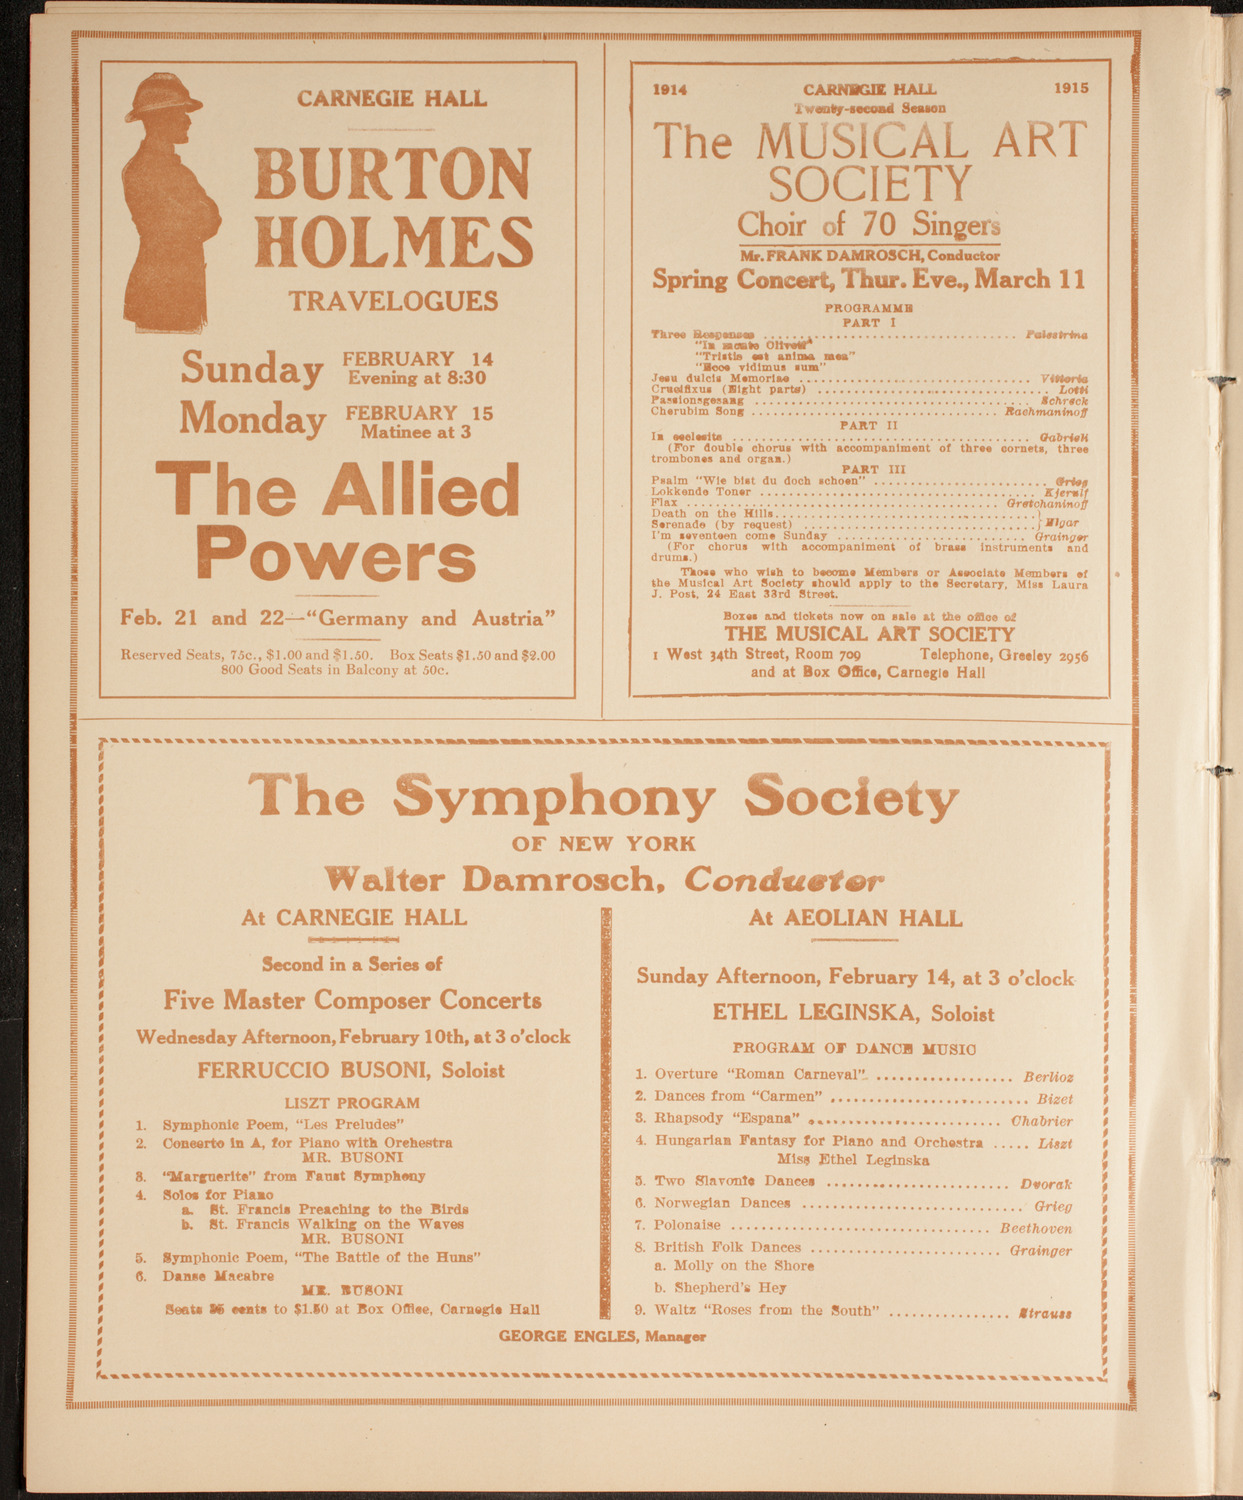 CARNEGIE HALL
BURTON
HOLMES
TRAVELOGUES
Sunday FEBRUARY 14
Evening at 8:30
Monday FEBRUARY 15
Matinee at 3
The Allied
Powers
Feb. 21 and 22—"Germany and Austria"
Reserved Seats, 75c., $1.00 and $1.50. Box Seats $1.50 and $2.00
800 Good Seats in Balcony at 50c.
1914 CARNEGIE HALL 1915
Twenty-second Season
The MUSICAL ART
SOCIETY
Choir of 70 Singers
Mr. FRANK DAMROSCH, Conductor
Spring Concert, Thur. Eve., March 11
PROGRAMME
PART I
Three Responses ........ Palestrina
"In monte Oliveti"
"Tristis est anima mea"
"Ecce vidimus eum"
Jesu dulcis Memoriae ........ Vittoria
Crucifixus (Eight parts) ........ Lotti
Passionsgesang ........ Schreck
Cherubim Song ........ Rachmaninoff
PART II
In ecclesiis ........ Gabrieli
(For double chorus with accompaniment of three cornets, three
trombones and organ.)
PART III
Psalm "Wie bist du doch schoen" ........ Grieg
Lokkende Toner ........ Kjerulf
Flax ........ Gretchaninoff
Death on the Hills ........ }
Serenade (by request) ........ } Elgar
I'm seventeen come Sunday ........ Grainger
(For chorus with accompaniment of brass instruments and
drums.)
Those who wish to become Members or Associate Members of
the Musical Art Society should apply to the Secretary, Miss Laura
J. Post, 24 East 33rd Street.
Boxes and tickets now on sale at the office of
THE MUSICAL ART SOCIETY
1 West 34th Street, Room 709 Telephone, Greeley 2956
and at Box Office, Carnegie Hall
The Symphony Society
OF NEW YORK
Walter Damrosch, Conductor
At CARNEGIE HALL
Second in a Series of
Five Master Composer Concerts
Wednesday Afternoon, February 10th, at 3 o'clock
FERRUCCIO BUSONI, Soloist
LISZT PROGRAM
1. Symphonic Poem, "Les Preludes"
2. Concerto in A, for Piano with Orchestra
MR. BUSONI
3. "Marguerite" from Faust Symphony
4. Solos for Piano
a. St. Francis Preaching to the Birds
b. St. Francis Walking on the Waves
MR. BUSONI
5. Symphonic Poem, "The Battle of the Huns"
6. Danse Macabre
MR. BUSONI
Seats cents to $1.50 at Box Office, Carnegie Hall
At AEOLIAN HALL
Sunday Afternoon, February 14, at 3 o'clock
ETHEL LEGINSKA, Soloist
PROGRAM OF DANCE MUSIC
1. Overture "Roman Carneval" ........ Berlioz
2. Dances from "Carmen" ........ Bizet
3. Rhapsody "Espana" ........ Chabrier
4. Hungarian Fantasy for Piano and Orchestra ..... Liszt
Miss Ethel Leginska
5. Two Slavonic Dances ........ Dvorak
6. Norwegian Dances ........ Grieg
7. Polonaise ........ Beethoven
8. British Folk Dances ........ Grainger
a. Molly on the Shore
b. Shepherd's Hey
9. Waltz "Roses from the South" ........ Strauss
GEORGE ENGLES, Manager